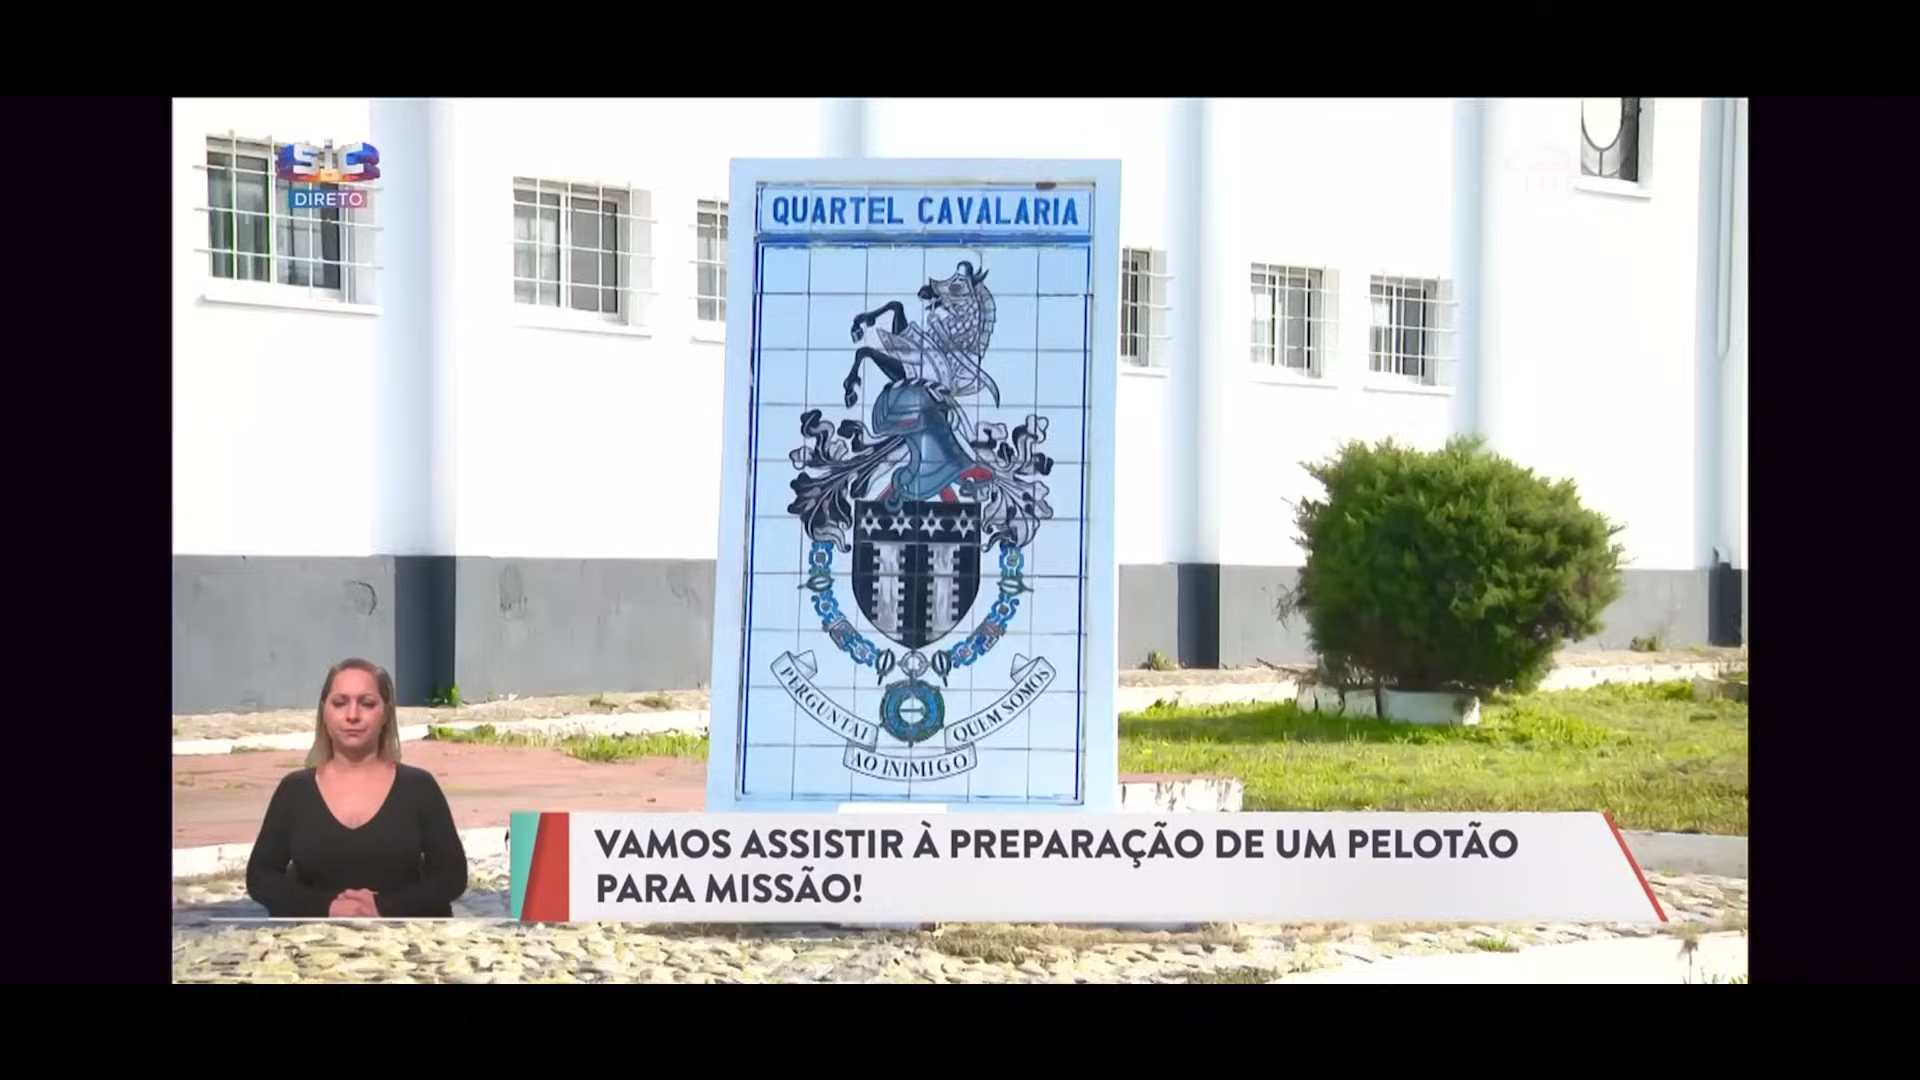 SIC
DIRETO
QUARTEL CAVALARIA
PERGUNTAI
AO INIMIGO
QUEM SOMOS
VAMOS ASSISTIR À PREPARAÇÃO DE UM PELOTÃO
PARA MISSÃO!